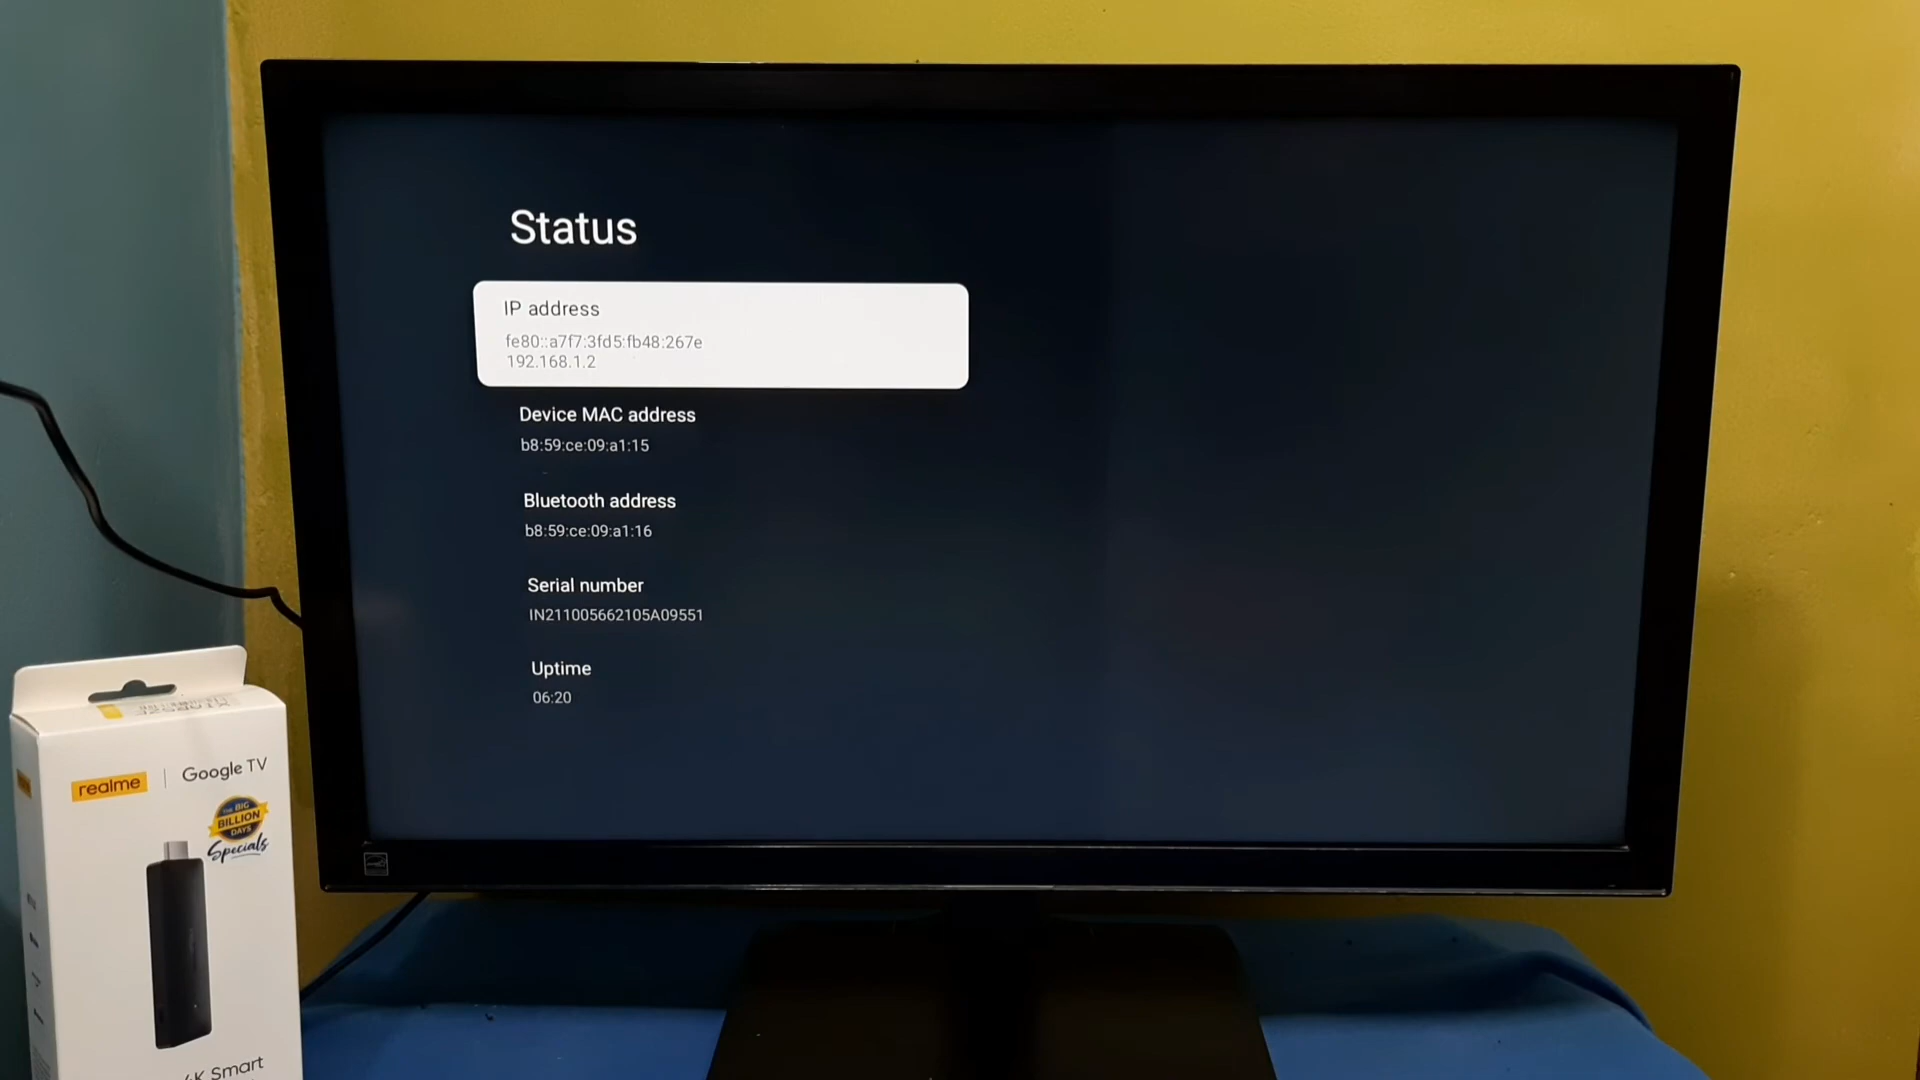 Status
IP address
fe80::a7f7:3fd5:fb48:267e
192.168.1.2
Device MAC address
b8:59:ce:09:a1:15
Bluetooth address
b8:59:ce:09:a1:16
Serial number
IN211005662105A09551
Uptime
06:20
realme | Google TV
THE BIG
BILLION
DAYS
Specials
4K Smart